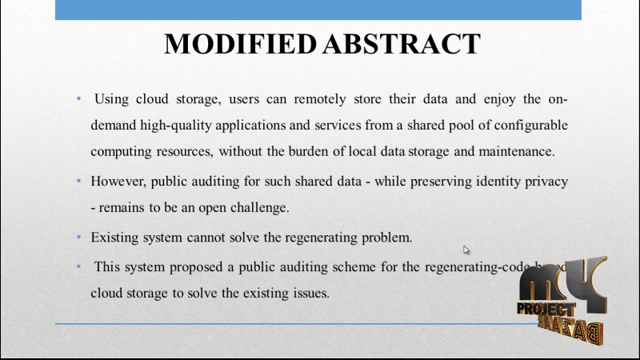 MODIFIED ABSTRACT
• Using cloud storage, users can remotely store their data and enjoy the on-
demand high-quality applications and services from a shared pool of configurable
computing resources, without the burden of local data storage and maintenance.
• However, public auditing for such shared data - while preserving identity privacy
- remains to be an open challenge.
• Existing system cannot solve the regenerating problem.
• This system proposed a public auditing scheme for the regenerating-code
cloud storage to solve the existing issues.
PROJECT